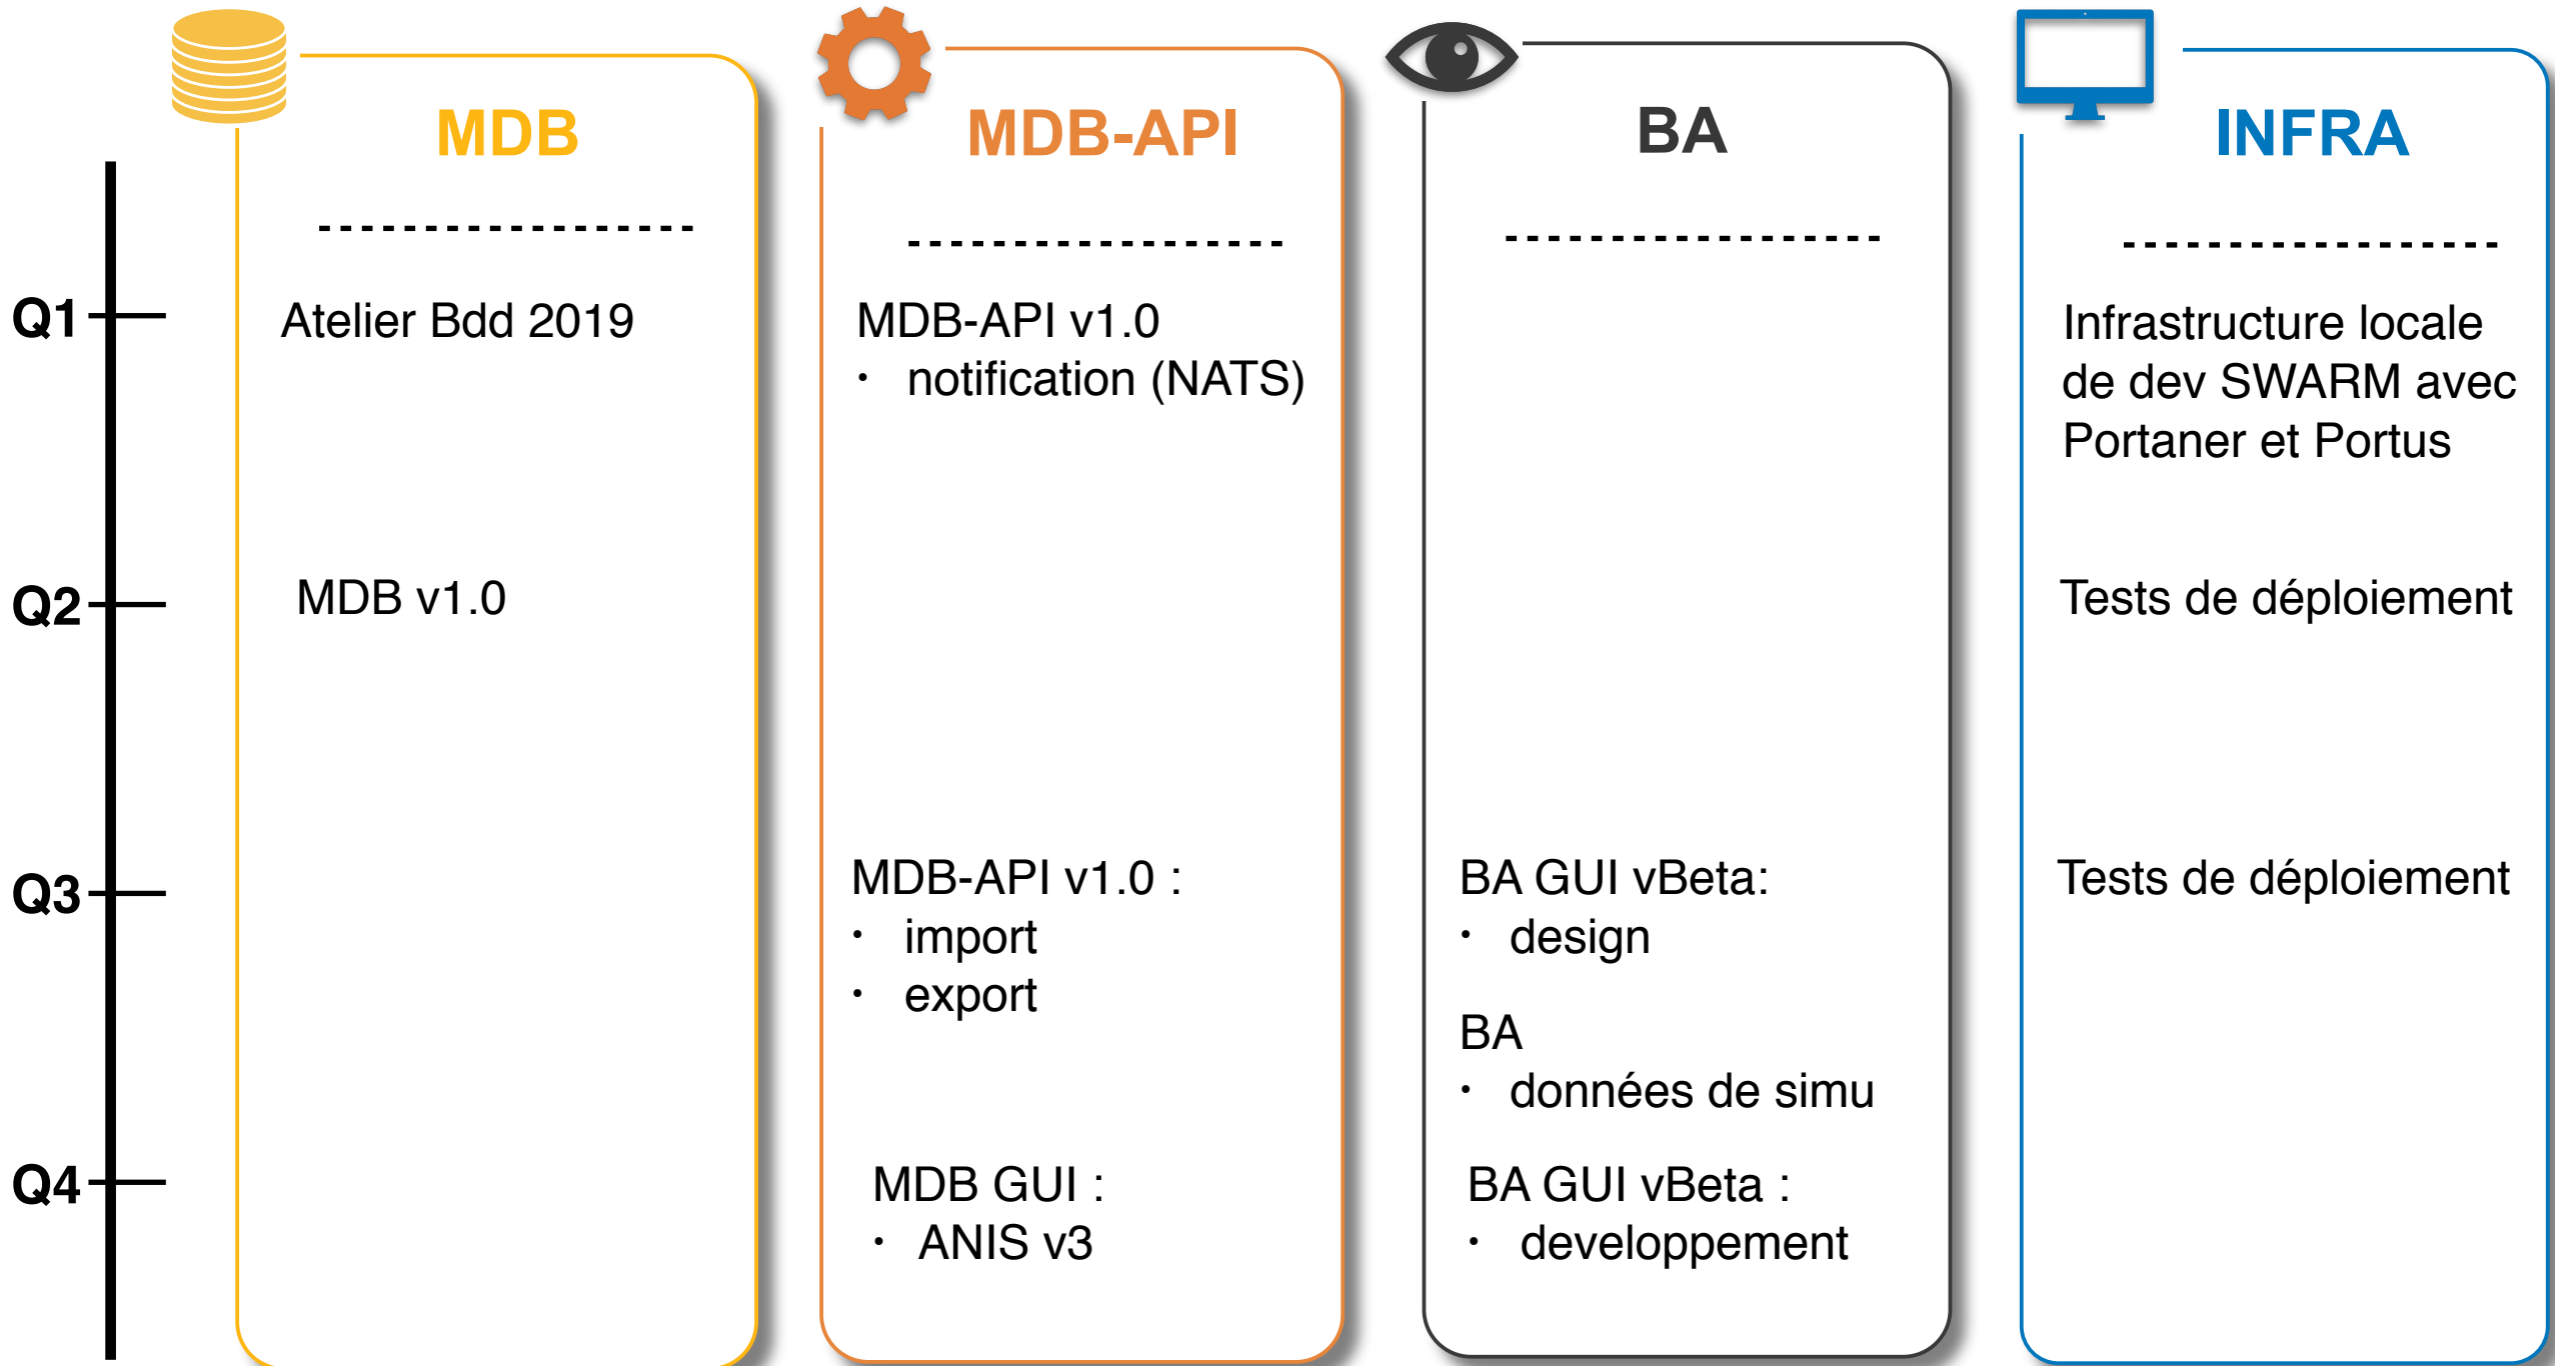 MDB
MDB-API
BA
INFRA
Q1
Atelier Bdd 2019
MDB-API v1.0
· notification (NATS)
Infrastructure locale
de dev SWARM avec
Portaner et Portus
Q2
MDB v1.0
Tests de déploiement
Q3
MDB-API v1.0 :
· import
· export
BA GUI vBeta:
· design
BA
· données de simu
Tests de déploiement
Q4
MDB GUI :
· ANIS v3
BA GUI vBeta :
· developpement